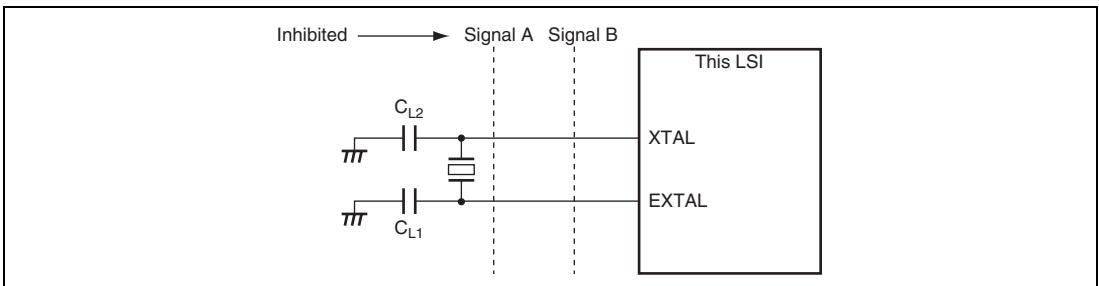 Inhibited Signal A Signal B
This LSI
CL2
XTAL
EXTAL
CL1